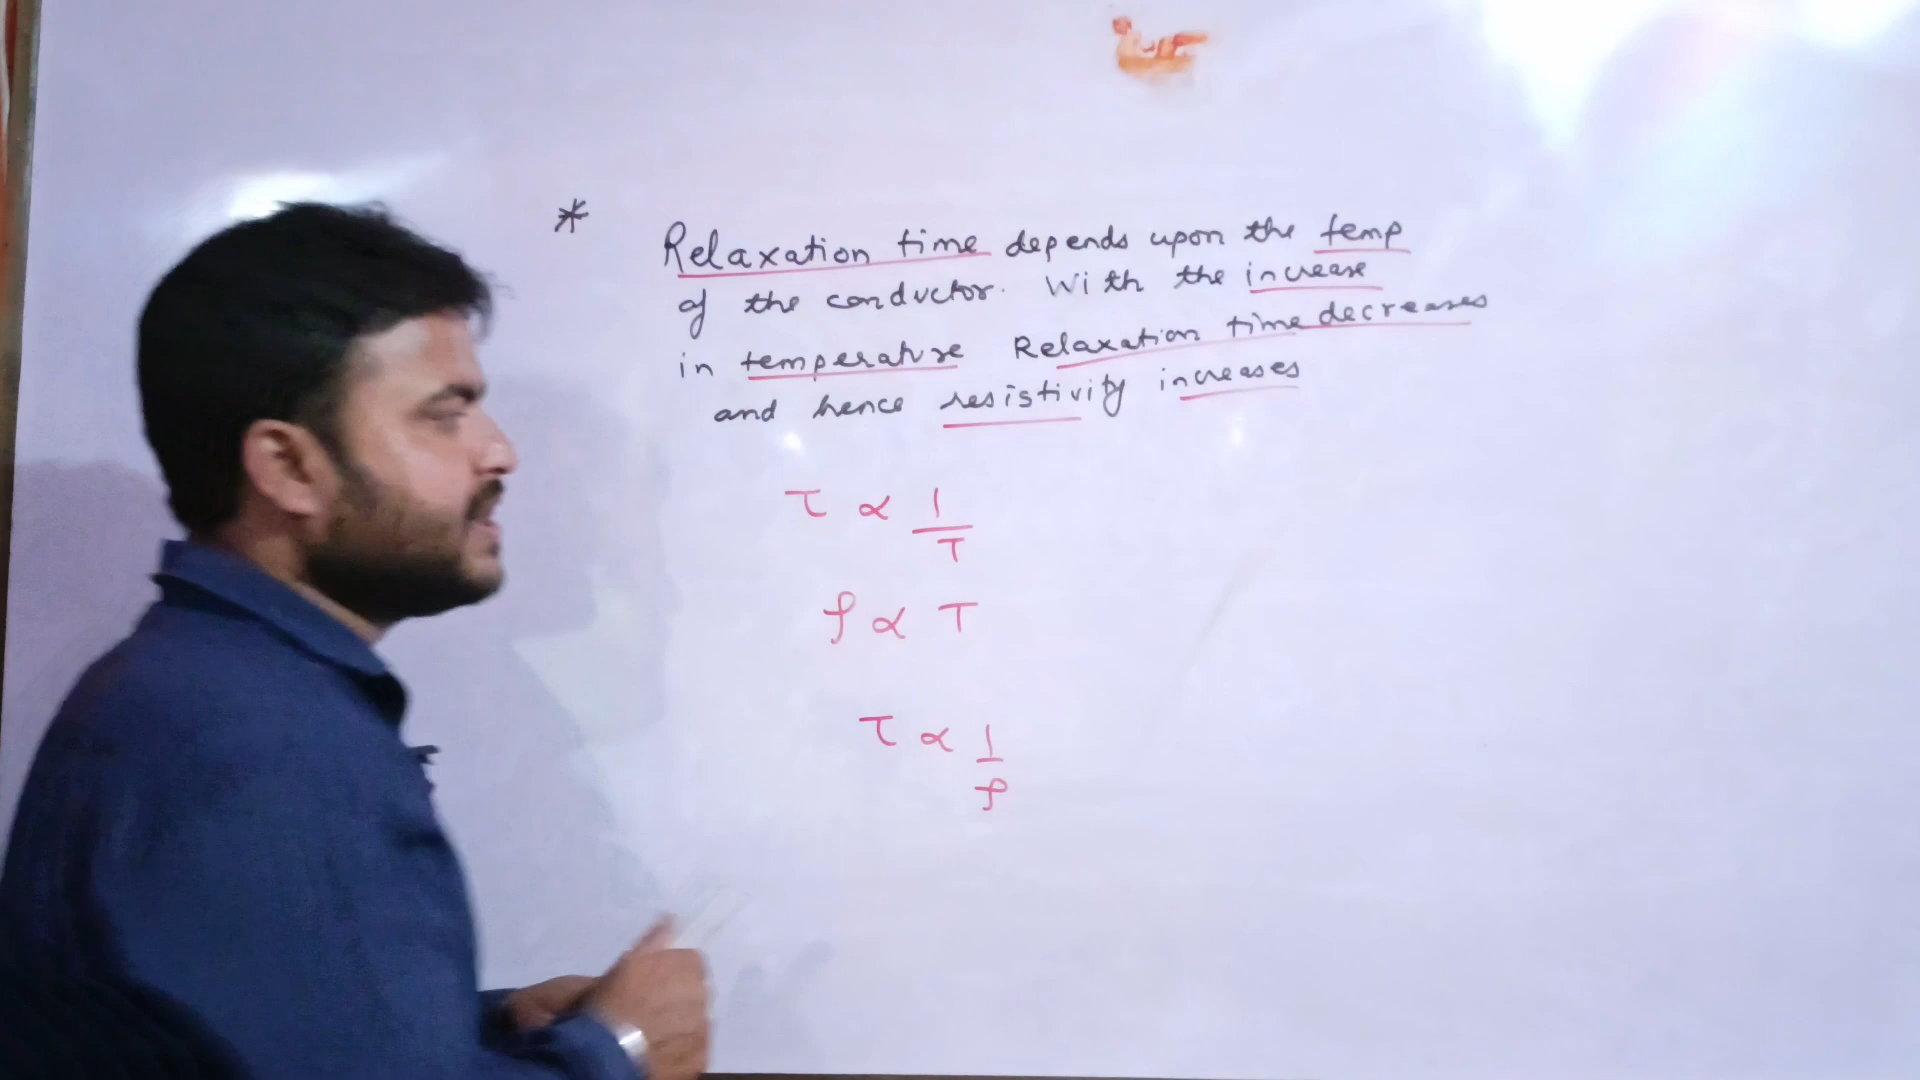 * Relaxation time depends upon the temp
of the conductor. With the increase
in temperature Relaxation time decreases
and hence resistivity increases
τ ∝ 1/T
ρ ∝ T
τ ∝ 1/ρ